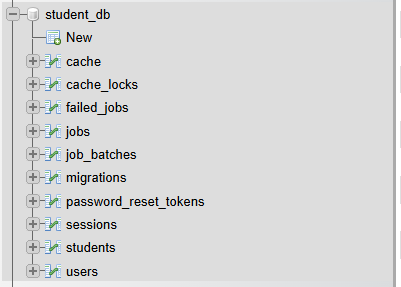 student_db
New
cache
cache_locks
failed_jobs
jobs
job_batches
migrations
password_reset_tokens
sessions
students
users